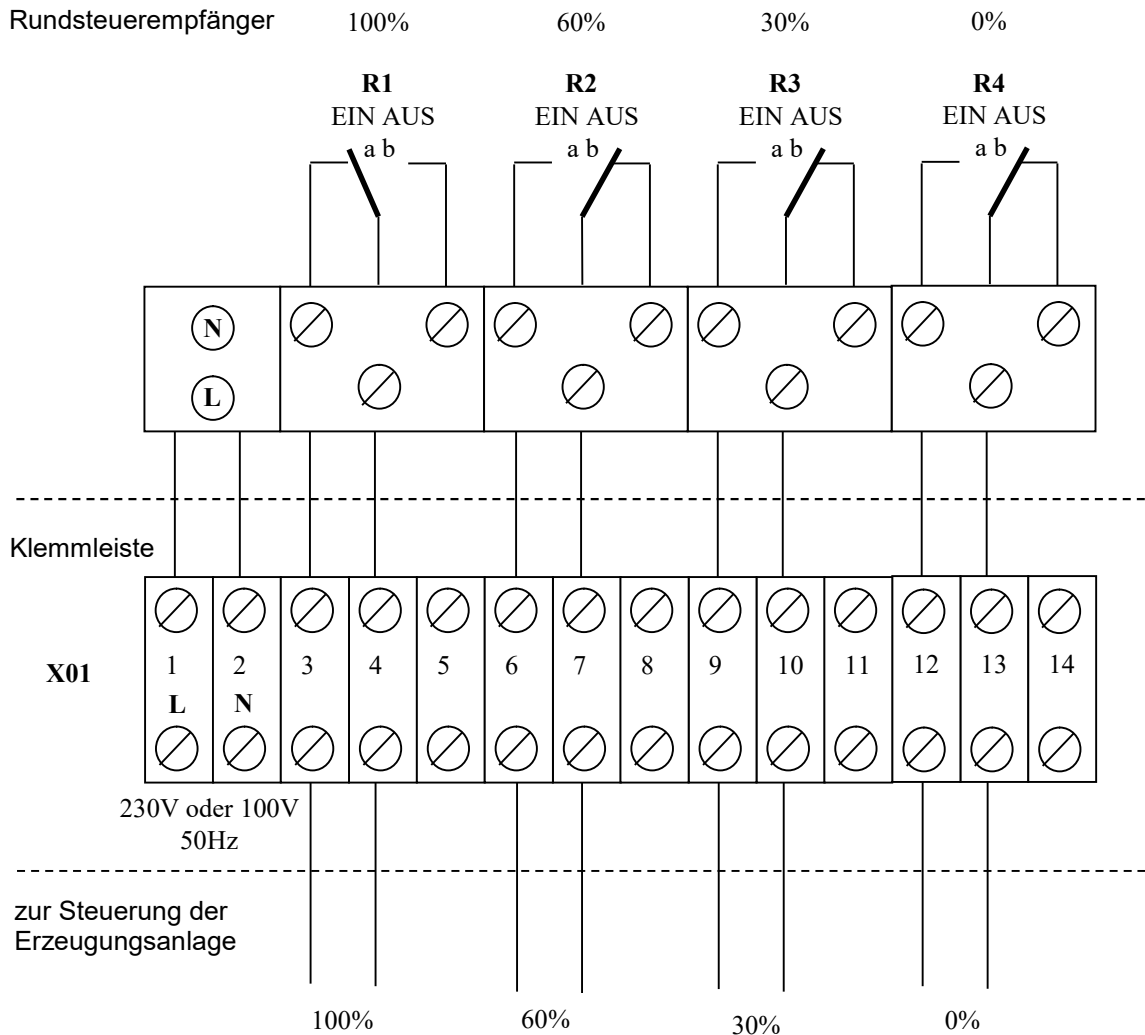 Rundsteuerempfänger 100% 60% 30% 0%
R1 R2 R3 R4
EIN AUS EIN AUS EIN AUS EIN AUS
a b a b a b a b
N
L
Klemmleiste
X01 1 2 3 4 5 6 7 8 9 10 11 12 13 14
L N
230V oder 100V
50Hz
zur Steuerung der
Erzeugungsanlage
100% 60% 30% 0%